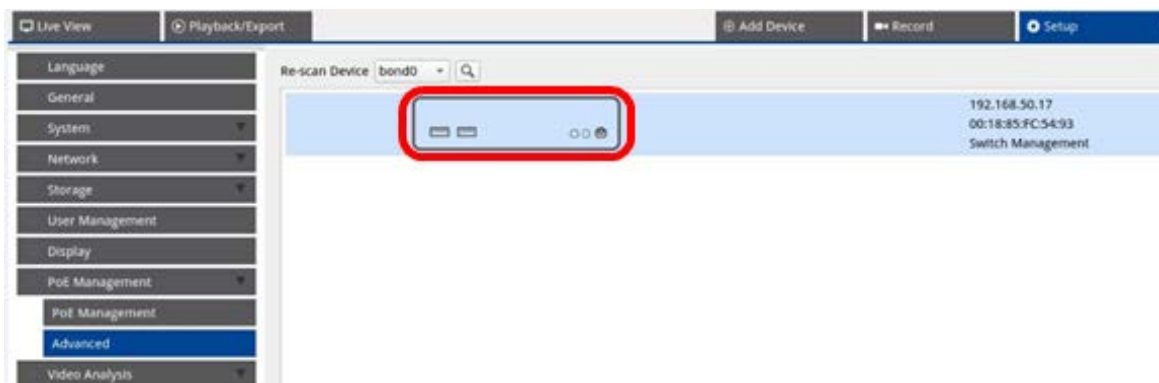 Live View
Playback/Export
Add Device
Record
Setup
Language
General
System
Network
Storage
User Management
Display
PoE Management
PoE Management
Advanced
Video Analysis
Re-scan Device bond0
192.168.50.17
00:18:85:FC:54:93
Switch Management